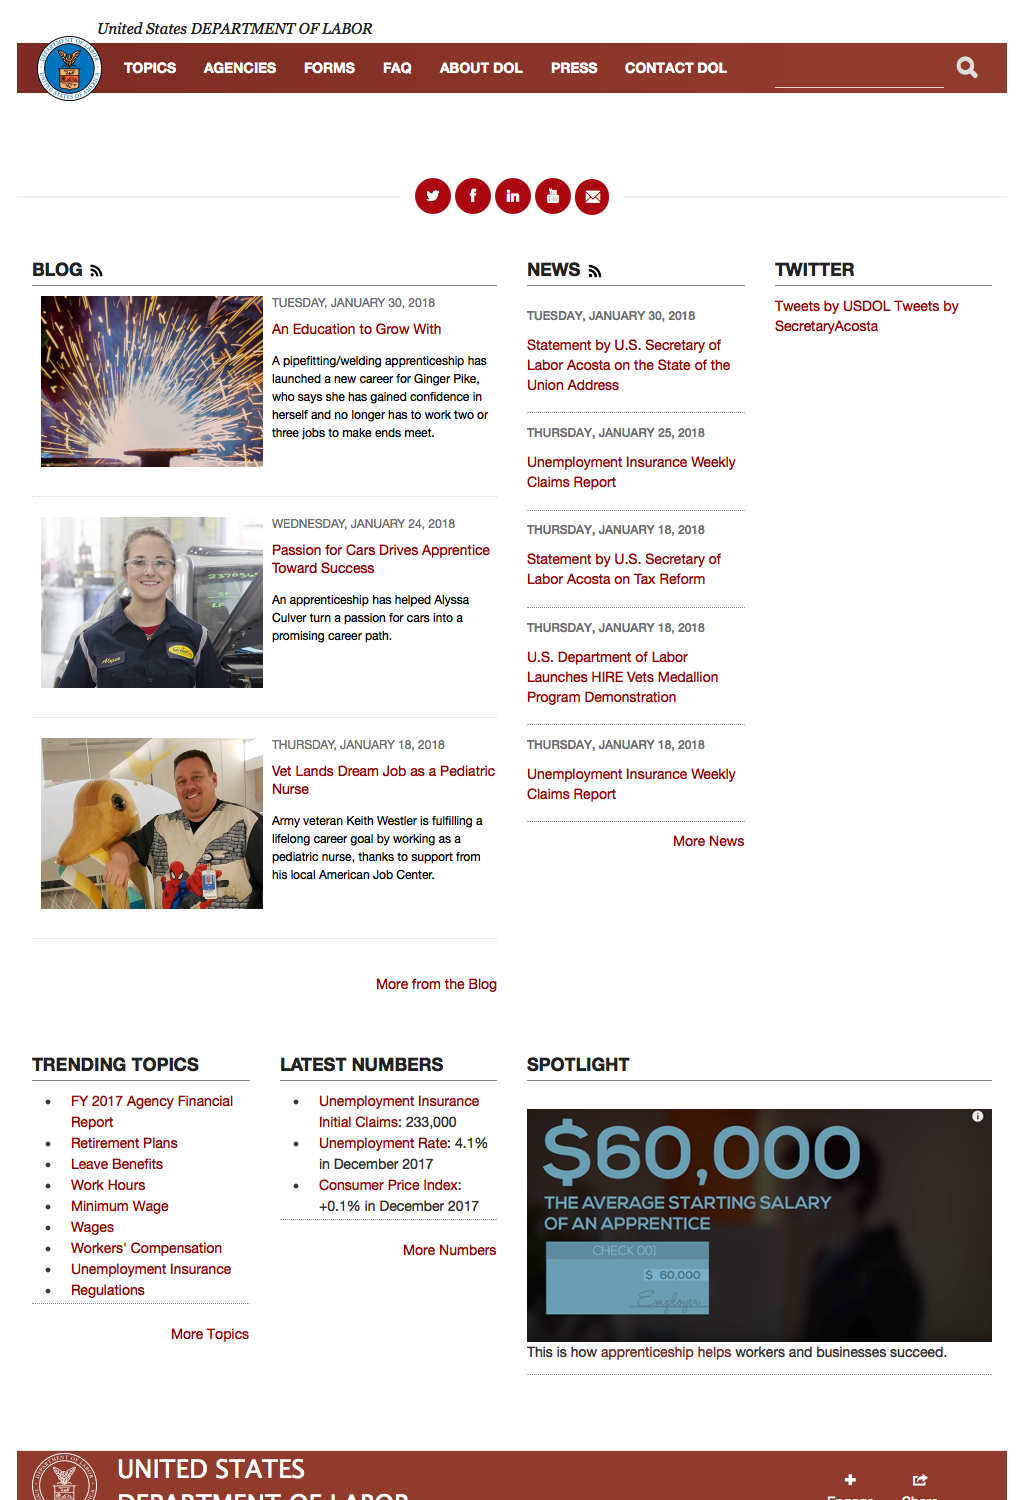 United States DEPARTMENT OF LABOR
TOPICS AGENCIES FORMS FAQ ABOUT DOL PRESS CONTACT DOL
BLOG
TUESDAY, JANUARY 30, 2018
An Education to Grow With
A pipefitting/welding apprenticeship has
launched a new career for Ginger Pike,
who says she has gained confidence in
herself and no longer has to work two or
three jobs to make ends meet.
WEDNESDAY, JANUARY 24, 2018
Passion for Cars Drives Apprentice
Toward Success
An apprenticeship has helped Alyssa
Culver turn a passion for cars into a
promising career path.
THURSDAY, JANUARY 18, 2018
Vet Lands Dream Job as a Pediatric
Nurse
Army veteran Keith Westler is fulfilling a
lifelong career goal by working as a
pediatric nurse, thanks to support from
his local American Job Center.
More from the Blog
NEWS
TUESDAY, JANUARY 30, 2018
Statement by U.S. Secretary of
Labor Acosta on the State of the
Union Address
THURSDAY, JANUARY 25, 2018
Unemployment Insurance Weekly
Claims Report
THURSDAY, JANUARY 18, 2018
Statement by U.S. Secretary of
Labor Acosta on Tax Reform
THURSDAY, JANUARY 18, 2018
U.S. Department of Labor
Launches HIRE Vets Medallion
Program Demonstration
THURSDAY, JANUARY 18, 2018
Unemployment Insurance Weekly
Claims Report
More News
TWITTER
Tweets by USDOL Tweets by
SecretaryAcosta
TRENDING TOPICS
FY 2017 Agency Financial
Report
Retirement Plans
Leave Benefits
Work Hours
Minimum Wage
Wages
Workers' Compensation
Unemployment Insurance
Regulations
More Topics
LATEST NUMBERS
Unemployment Insurance
Initial Claims: 233,000
Unemployment Rate: 4.1%
in December 2017
Consumer Price Index:
+0.1% in December 2017
More Numbers
SPOTLIGHT
$60,000
THE AVERAGE STARTING SALARY
OF AN APPRENTICE
CHECK 001
$ 60,000
Employer
This is how apprenticeship helps workers and businesses succeed.
UNITED STATES
DEPARTMENT OF LABOR
Engage Share